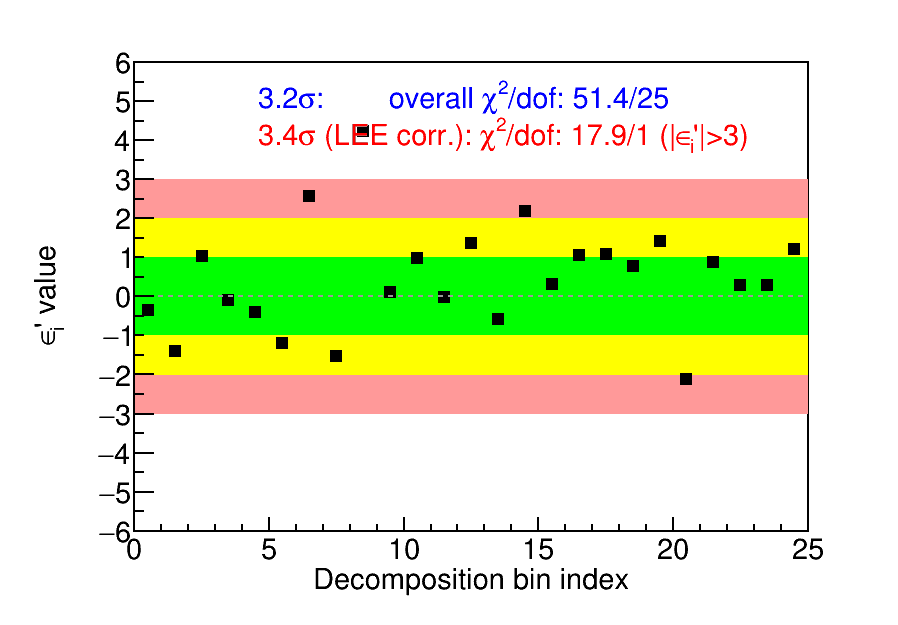 6
5
4
3
2
1
0
−1
−2
−3
−4
−5
−6
3.2σ: overall χ²/dof: 51.4/25
3.4σ (LEE corr.): χ²/dof: 17.9/1 (|ϵᵢ'|>3)
ϵᵢ' value
0 5 10 15 20 25
Decomposition bin index